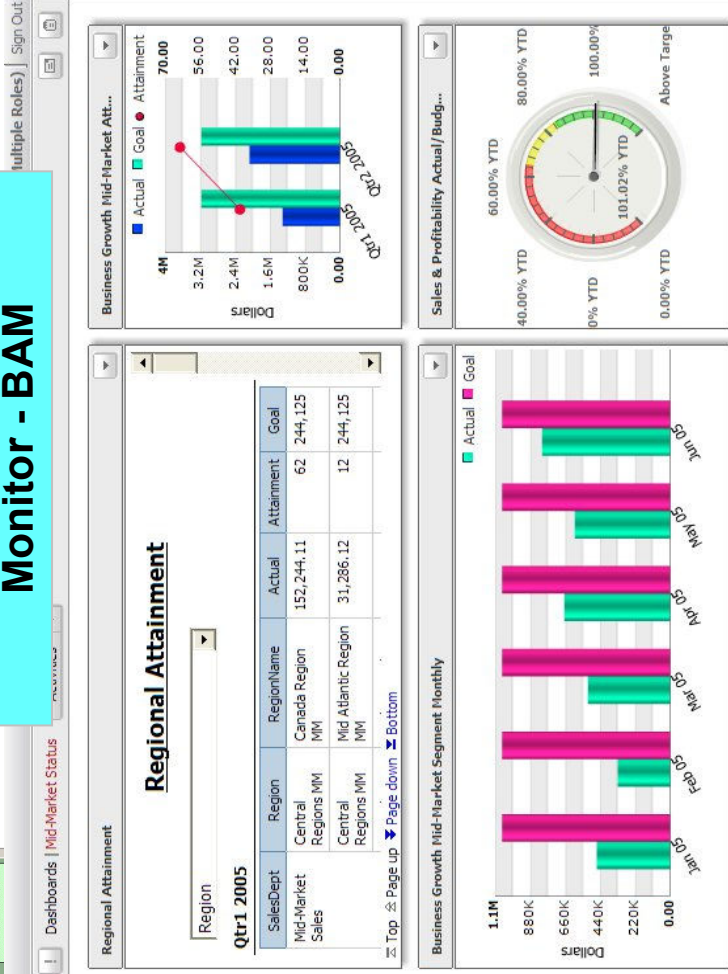 Monitor - BAM
Multiple Roles) | Sign Out
Dashboards | Mid-Market Status
Activities
Regional Attainment
Regional Attainment
Region
Qtr1 2005
SalesDept Region RegionName Actual Attainment Goal
Mid-Market Sales Central Regions MM Canada Region MM 152,244.11 62 244,125
Central Regions MM Mid Atlantic Region MM 31,286.12 12 244,125
Top Page up Page down Bottom
Business Growth Mid-Market Att...
Actual Goal Attainment
4M 70.00
3.2M 56.00
2.4M 42.00
1.6M 28.00
800K 14.00
0.00 0.00
Dollars
Qtr1 2005 Qtr2 2005
Business Growth Mid-Market Segment Monthly
Actual Goal
1.1M
880K
660K
440K
220K
0.00
Dollars
Jan 05 Feb 05 Mar 05 Apr 05 May 05 Jun 05
Sales & Profitability Actual/Budg...
60.00% YTD
40.00% YTD 80.00% YTD
0% YTD 100.00%
101.02% YTD
0.00% YTD Above Targe